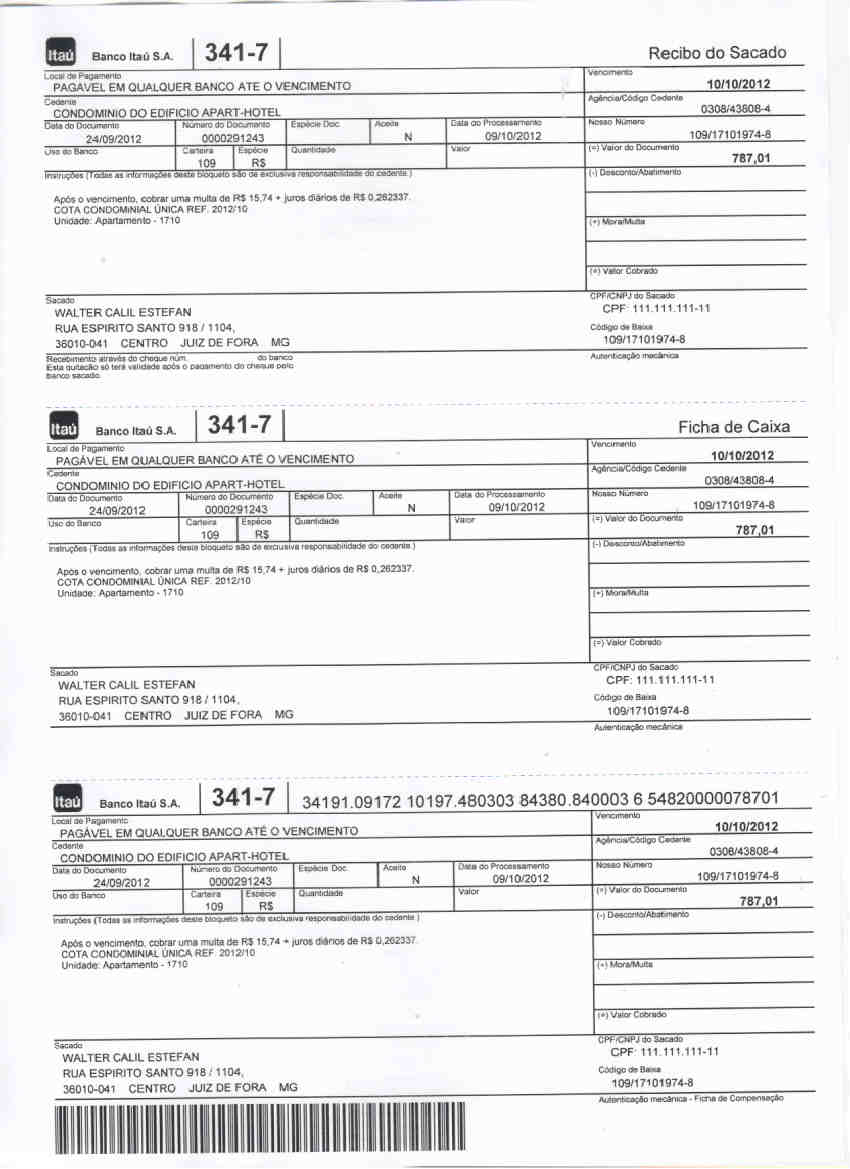 Itaú Banco Itaú S.A. 341-7 Recibo do Sacado
Local de Pagamento Vencimento
PAGAVEL EM QUALQUER BANCO ATE O VENCIMENTO 10/10/2012
Cedente Agência/Código Cedente
CONDOMINIO DO EDIFICIO APART-HOTEL 0308/43808-4
Data do Documento Número do Documento Espécie Doc. Aceite Data do Processamento Nosso Número
24/09/2012 0000291243 N 09/10/2012 109/17101974-8
Uso do Banco Carteira Espécie Quantidade Valor (=) Valor do Documento
109 R$ 787,01
Instruções (Todas as informações deste bloqueto são de exclusiva responsabilidade do cedente.) (-) Desconto/Abatimento
Após o vencimento, cobrar uma multa de R$ 15,74 + juros diários de R$ 0,262337.
COTA CONDOMINIAL ÚNICA REF. 2012/10
Unidade: Apartamento - 1710 (+) Mora/Multa
(=) Valor Cobrado
Sacado CPF/CNPJ do Sacado
WALTER CALIL ESTEFAN CPF: 111.111.111-11
RUA ESPIRITO SANTO 918 / 1104, Código de Baixa
36010-041 CENTRO JUIZ DE FORA MG 109/17101974-8
Recebimento através do cheque núm. do banco Autenticação mecânica
Esta quitação só terá validade após o pagamento do cheque pelo
banco sacado.
Itaú Banco Itaú S.A. 341-7 Ficha de Caixa
Local de Pagamento Vencimento
PAGÁVEL EM QUALQUER BANCO ATÉ O VENCIMENTO 10/10/2012
Cedente Agência/Código Cedente
CONDOMINIO DO EDIFICIO APART-HOTEL 0308/43808-4
Data do Documento Número do Documento Espécie Doc. Aceite Data do Processamento Nosso Número
24/09/2012 0000291243 N 09/10/2012 109/17101974-8
Uso do Banco Carteira Espécie Quantidade Valor (=) Valor do Documento
109 R$ 787,01
Instruções (Todas as informações deste bloqueto são de exclusiva responsabilidade do cedente.) (-) Desconto/Abatimento
Após o vencimento, cobrar uma multa de R$ 15,74 + juros diários de R$ 0,262337.
COTA CONDOMINIAL ÚNICA REF. 2012/10
Unidade: Apartamento - 1710 (+) Mora/Multa
(=) Valor Cobrado
Sacado CPF/CNPJ do Sacado
WALTER CALIL ESTEFAN CPF: 111.111.111-11
RUA ESPIRITO SANTO 918 / 1104, Código de Baixa
36010-041 CENTRO JUIZ DE FORA MG 109/17101974-8
Autenticação mecânica
Itaú Banco Itaú S.A. 341-7 34191.09172 10197.480303 84380.840003 6 54820000078701
Local de Pagamento Vencimento
PAGÁVEL EM QUALQUER BANCO ATÉ O VENCIMENTO 10/10/2012
Cedente Agência/Código Cedente
CONDOMINIO DO EDIFICIO APART-HOTEL 0308/43808-4
Data do Documento Número do Documento Espécie Doc. Aceite Data do Processamento Nosso Número
24/09/2012 0000291243 N 09/10/2012 109/17101974-8
Uso do Banco Carteira Espécie Quantidade Valor (=) Valor do Documento
109 R$ 787,01
Instruções (Todas as informações deste bloqueto são de exclusiva responsabilidade do cedente.) (-) Desconto/Abatimento
Após o vencimento, cobrar uma multa de R$ 15,74 + juros diários de R$ 0,262337.
COTA CONDOMINIAL ÚNICA REF. 2012/10
Unidade: Apartamento - 1710 (+) Mora/Multa
(=) Valor Cobrado
Sacado CPF/CNPJ do Sacado
WALTER CALIL ESTEFAN CPF: 111.111.111-11
RUA ESPIRITO SANTO 918 / 1104, Código de Baixa
36010-041 CENTRO JUIZ DE FORA MG 109/17101974-8
Autenticação mecânica - Ficha de Compensação